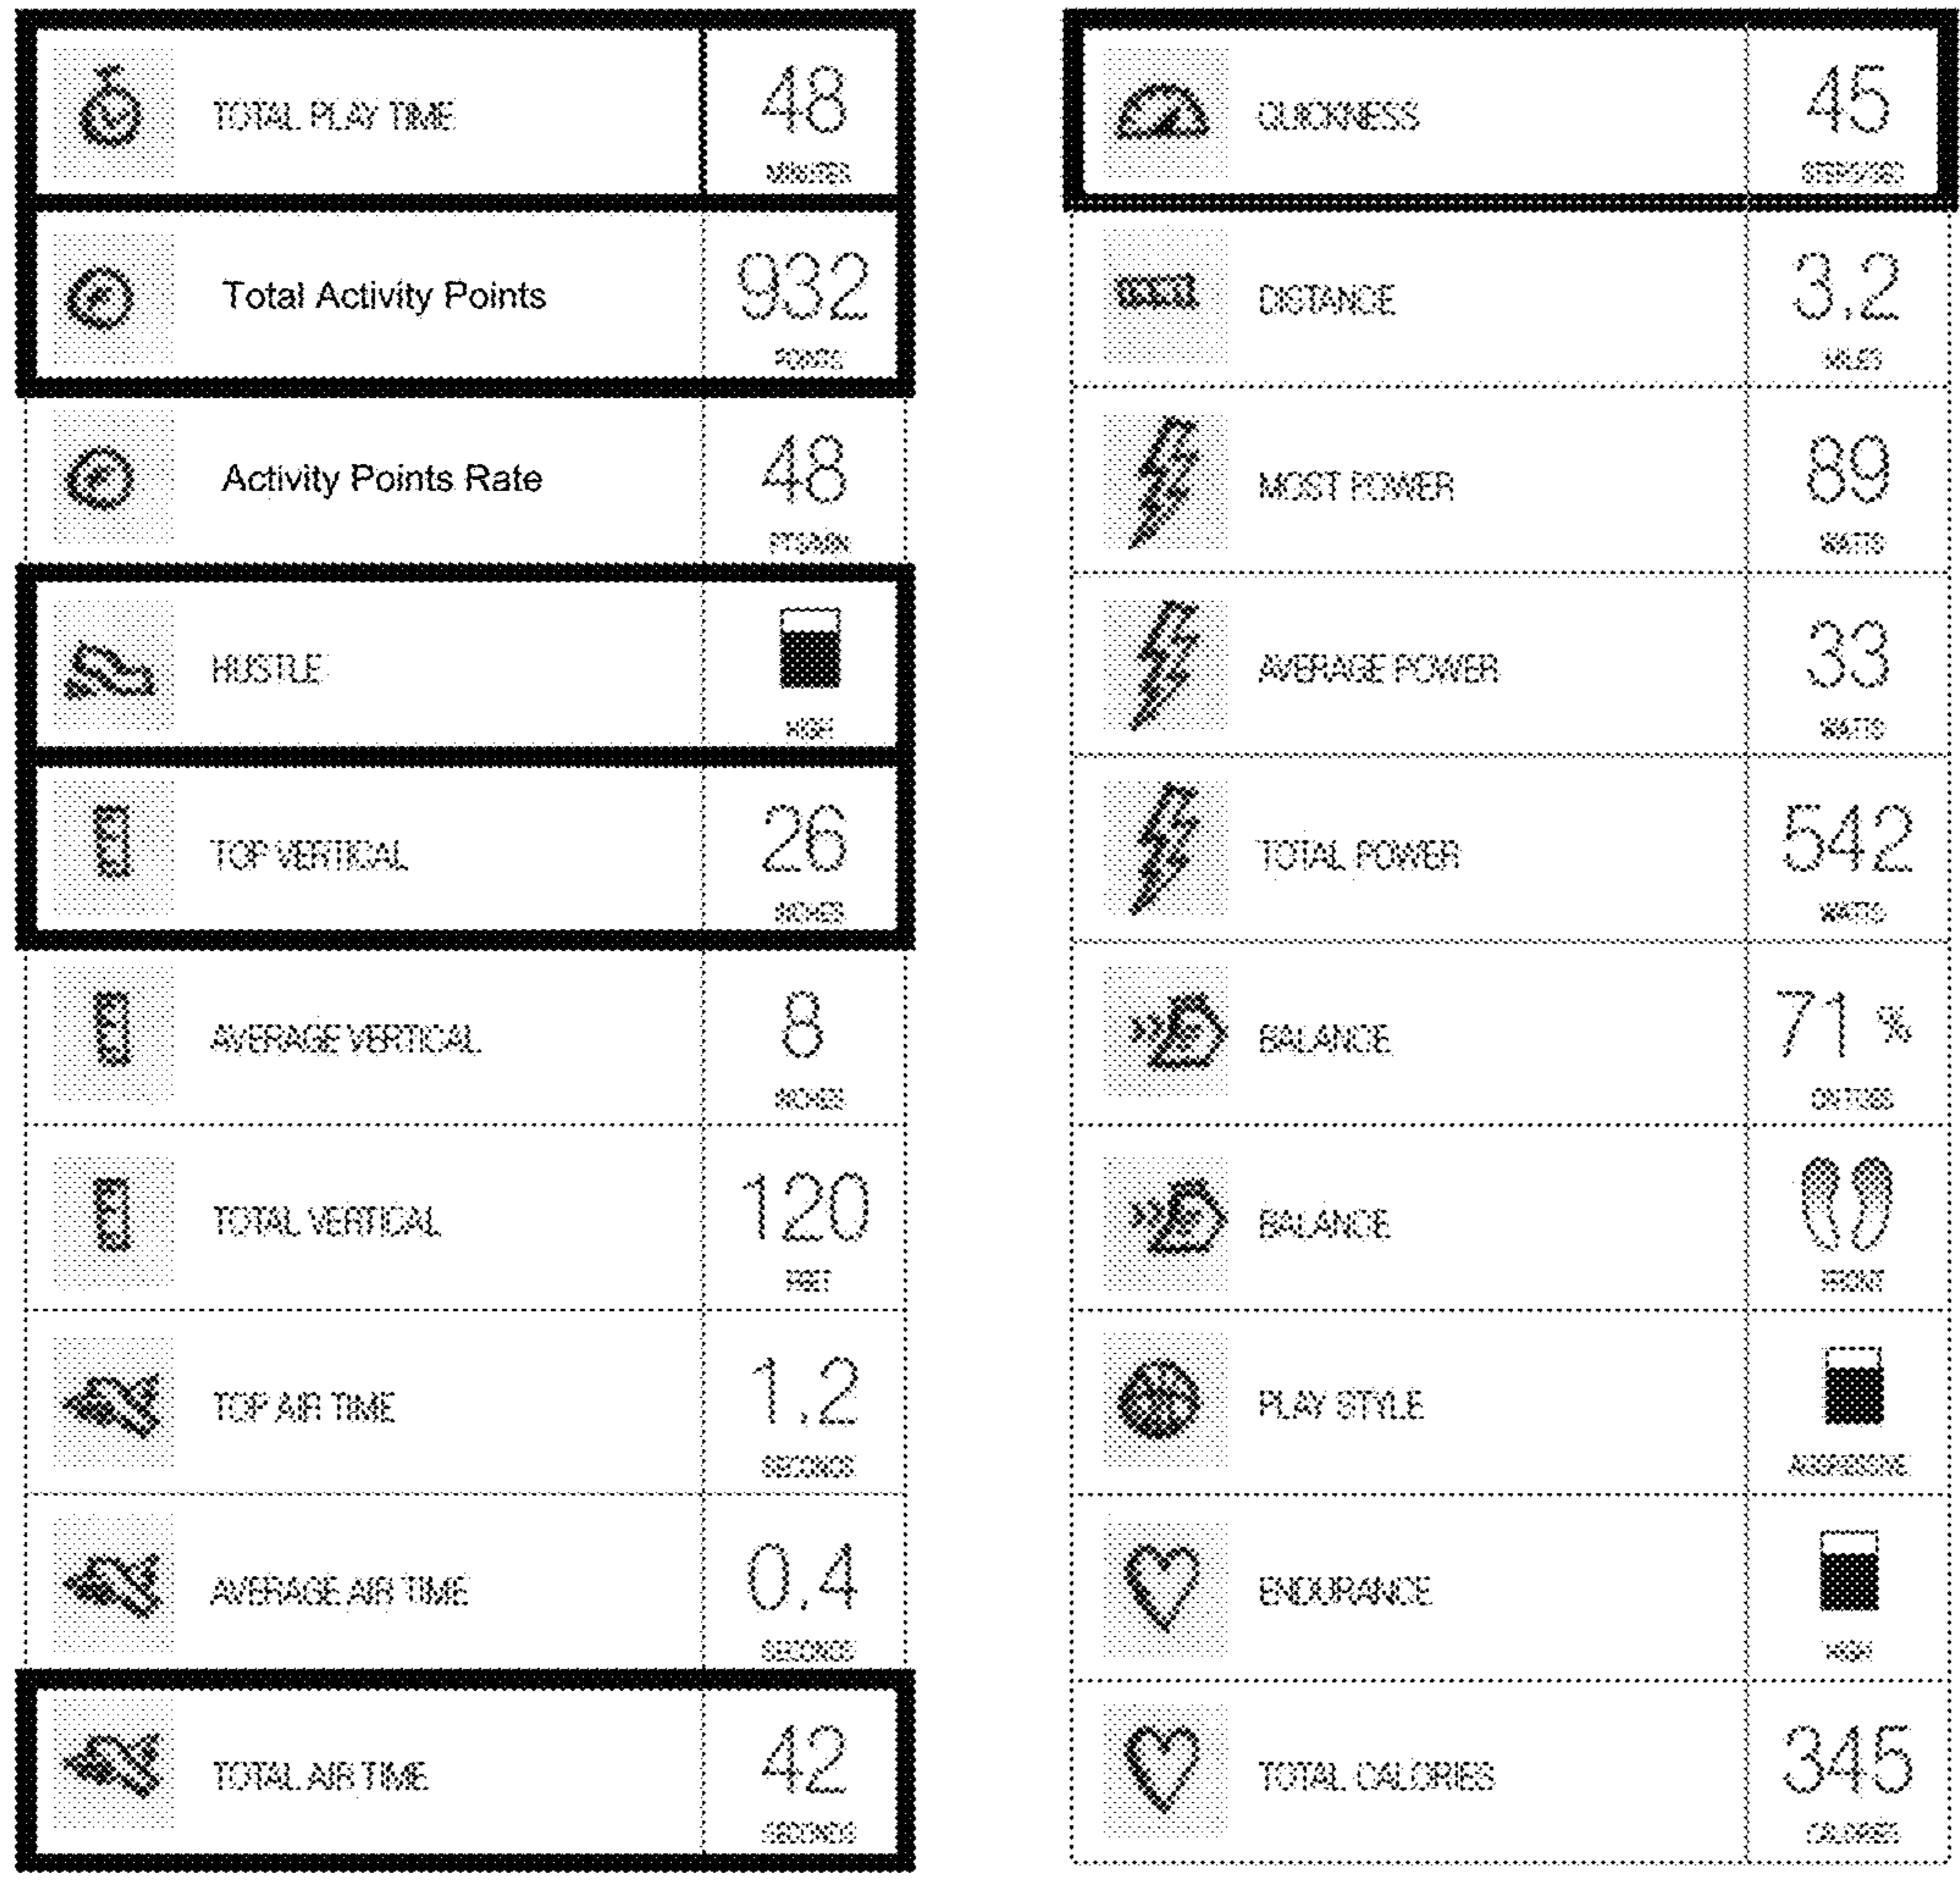 TOTAL PLAY TIME
48
MINUTES
Total Activity Points
932
POINTS
Activity Points Rate
48
PTS/MIN
HUSTLE
HIGH
TOP VERTICAL
26
INCHES
AVERAGE VERTICAL
8
INCHES
TOTAL VERTICAL
120
FEET
TOP AIR TIME
1.2
SECONDS
AVERAGE AIR TIME
0.4
SECONDS
TOTAL AIR TIME
42
SECONDS
QUICKNESS
45
DISTANCE
3.2
MILES
MOST POWER
89
WATTS
AVERAGE POWER
33
WATTS
TOTAL POWER
542
WATTS
BALANCE
71 %
ON TOES
BALANCE
FRONT
PLAY STYLE
AGGRESSIVE
ENDURANCE
HIGH
TOTAL CALORIES
345
CALORIES